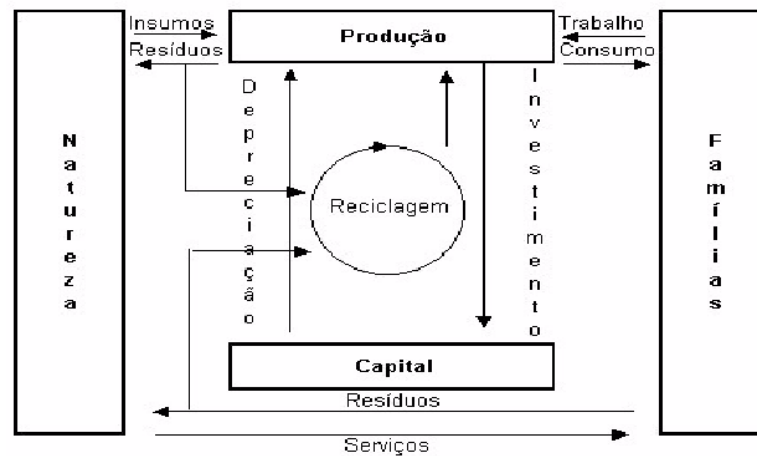 Insumos
Resíduos
Produção
Trabalho
Consumo
Natureza
Depreciação
Reciclagem
Investimento
Famílias
Capital
Resíduos
Serviços